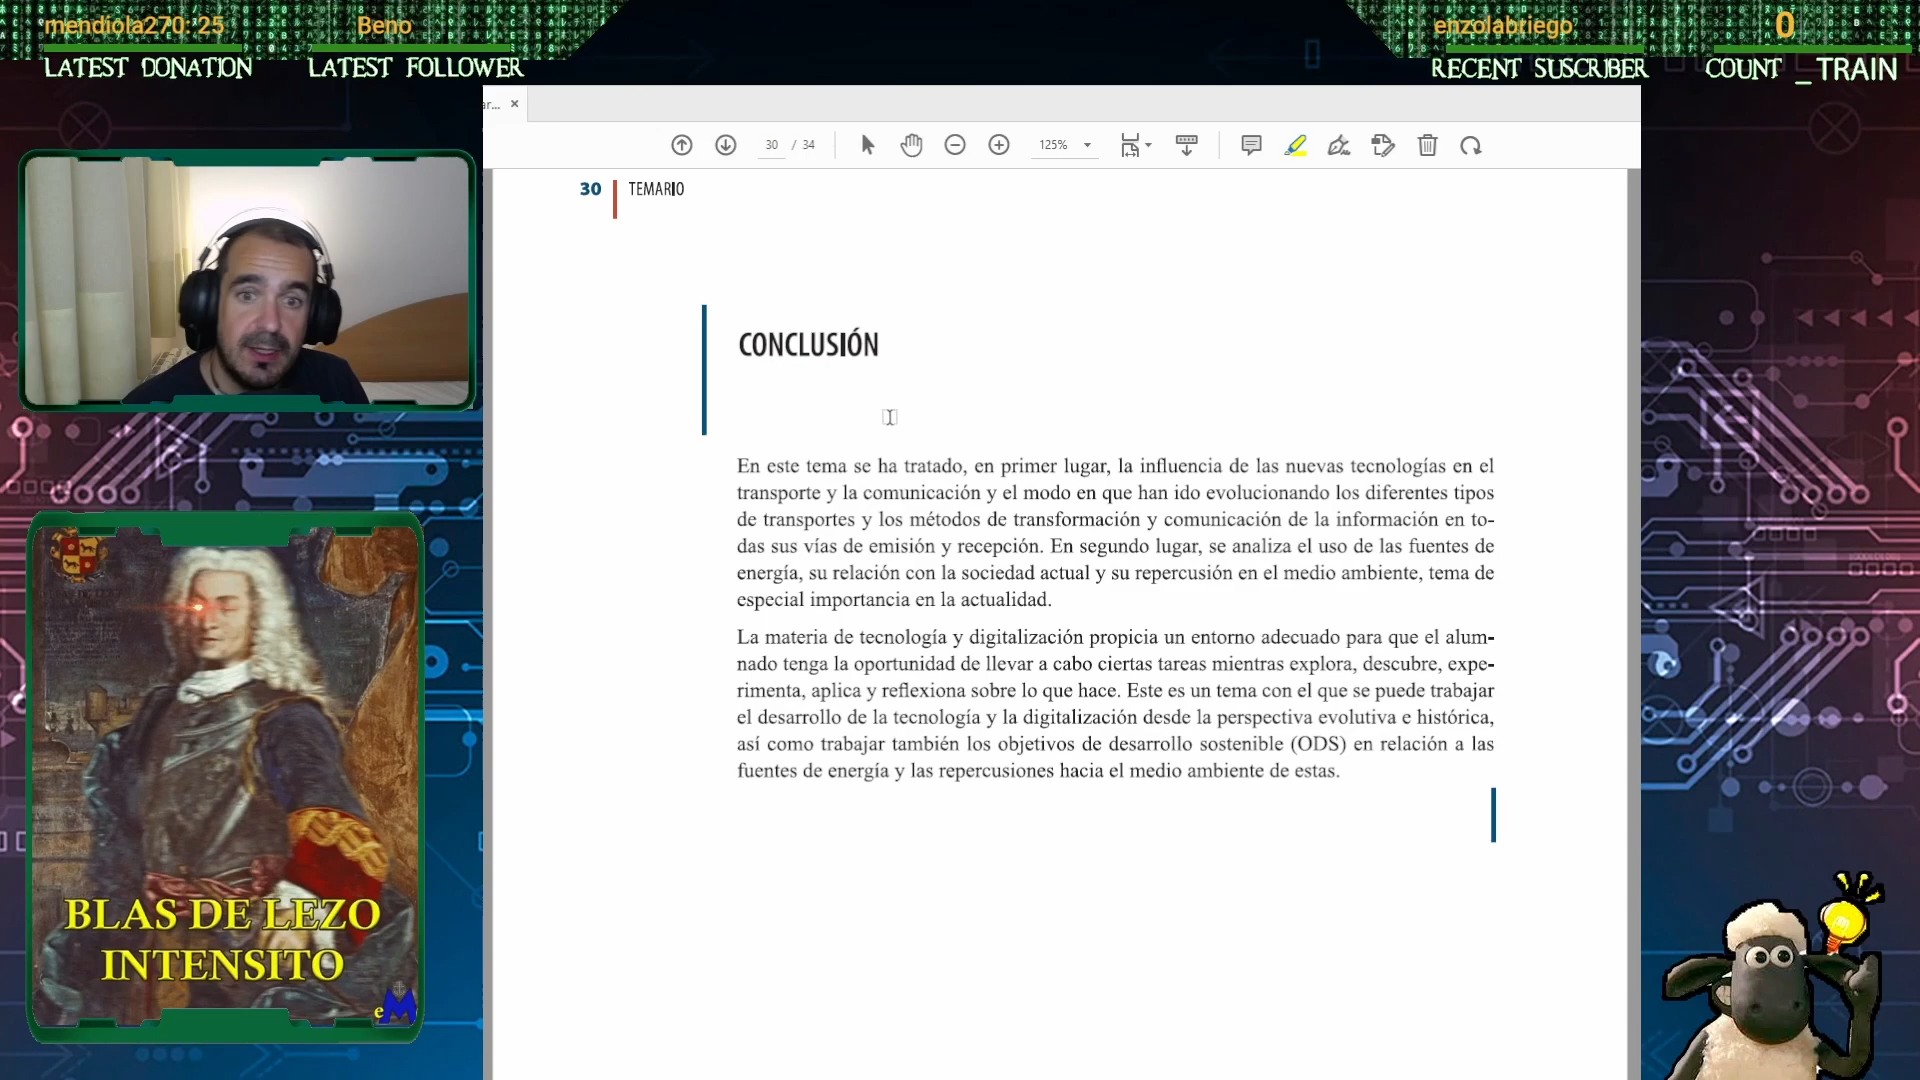 mendiola270: 25
LATEST DONATION
Beno
LATEST FOLLOWER
enzolabriego
RECENT SUSCRIBER
0
COUNT _TRAIN
ar...
30 / 34
125%
30
TEMARIO
CONCLUSIÓN
En este tema se ha tratado, en primer lugar, la influencia de las nuevas tecnologías en el
transporte y la comunicación y el modo en que han ido evolucionando los diferentes tipos
de transportes y los métodos de transformación y comunicación de la información en to-
das sus vías de emisión y recepción. En segundo lugar, se analiza el uso de las fuentes de
energía, su relación con la sociedad actual y su repercusión en el medio ambiente, tema de
especial importancia en la actualidad.
La materia de tecnología y digitalización propicia un entorno adecuado para que el alum-
nado tenga la oportunidad de llevar a cabo ciertas tareas mientras explora, descubre, expe-
rimenta, aplica y reflexiona sobre lo que hace. Este es un tema con el que se puede trabajar
el desarrollo de la tecnología y la digitalización desde la perspectiva evolutiva e histórica,
así como trabajar también los objetivos de desarrollo sostenible (ODS) en relación a las
fuentes de energía y las repercusiones hacia el medio ambiente de estas.
BLAS DE LEZO
INTENSITO
eM